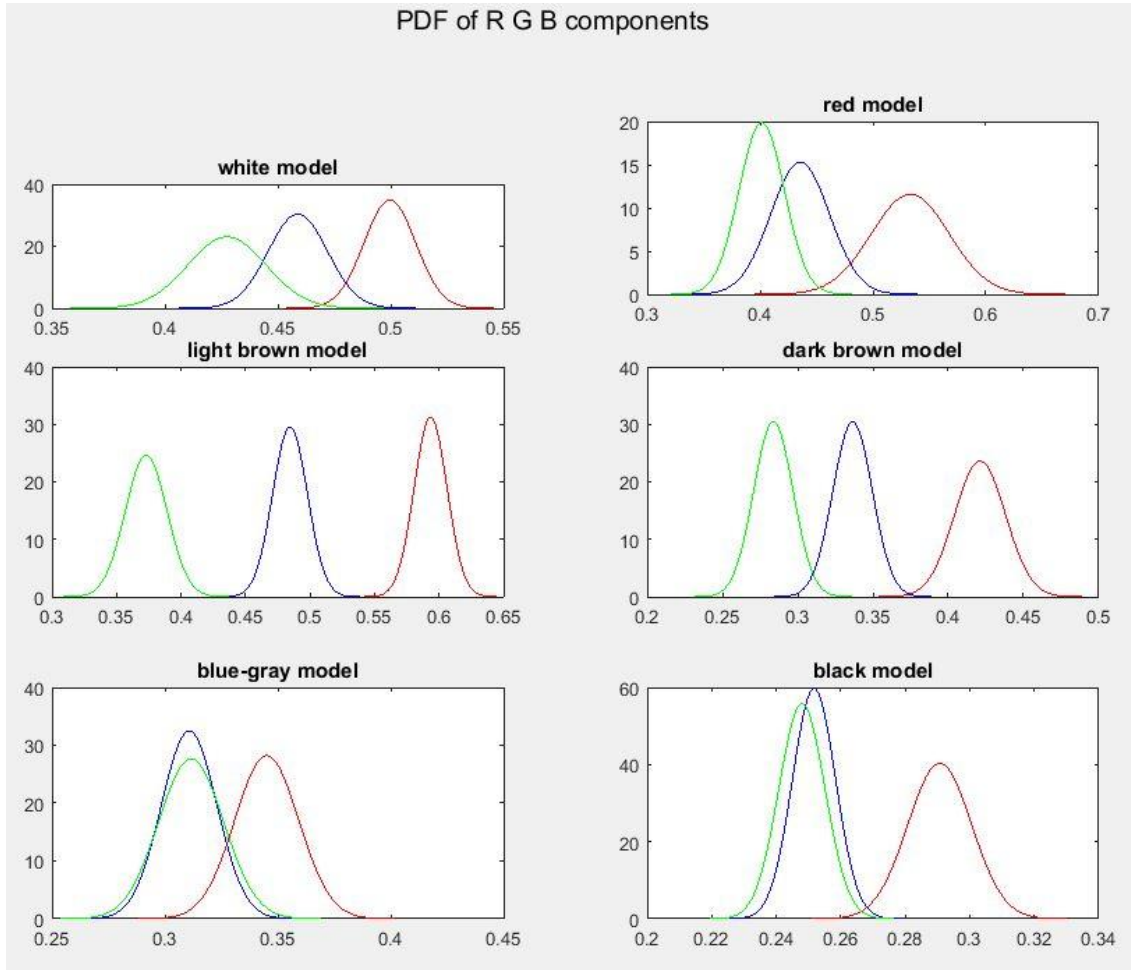 PDF of R G B components
white model
40
20
0
0.35 0.4 0.45 0.5 0.55
red model
20
15
10
5
0
0.3 0.4 0.5 0.6 0.7
light brown model
40
30
20
10
0
0.3 0.35 0.4 0.45 0.5 0.55 0.6 0.65
dark brown model
40
30
20
10
0
0.2 0.25 0.3 0.35 0.4 0.45 0.5
blue-gray model
40
30
20
10
0
0.25 0.3 0.35 0.4 0.45
black model
60
40
20
0
0.2 0.22 0.24 0.26 0.28 0.3 0.32 0.34